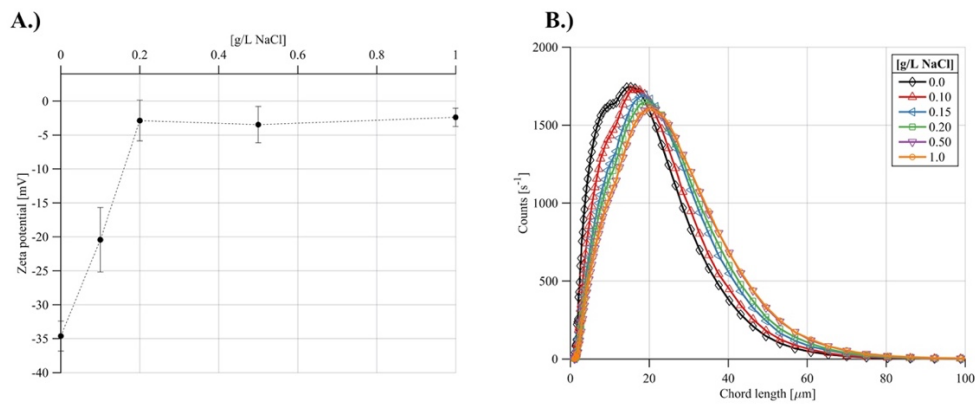 A.)
[g/L NaCl]
0 0.2 0.4 0.6 0.8 1
Zeta potential [mV]
0
-5
-10
-15
-20
-25
-30
-35
-40
B.)
2000
1500
1000
500
0
Counts [s⁻¹]
[g/L NaCl]
0.0
0.10
0.15
0.20
0.50
1.0
0 20 40 60 80 100
Chord length [μm]